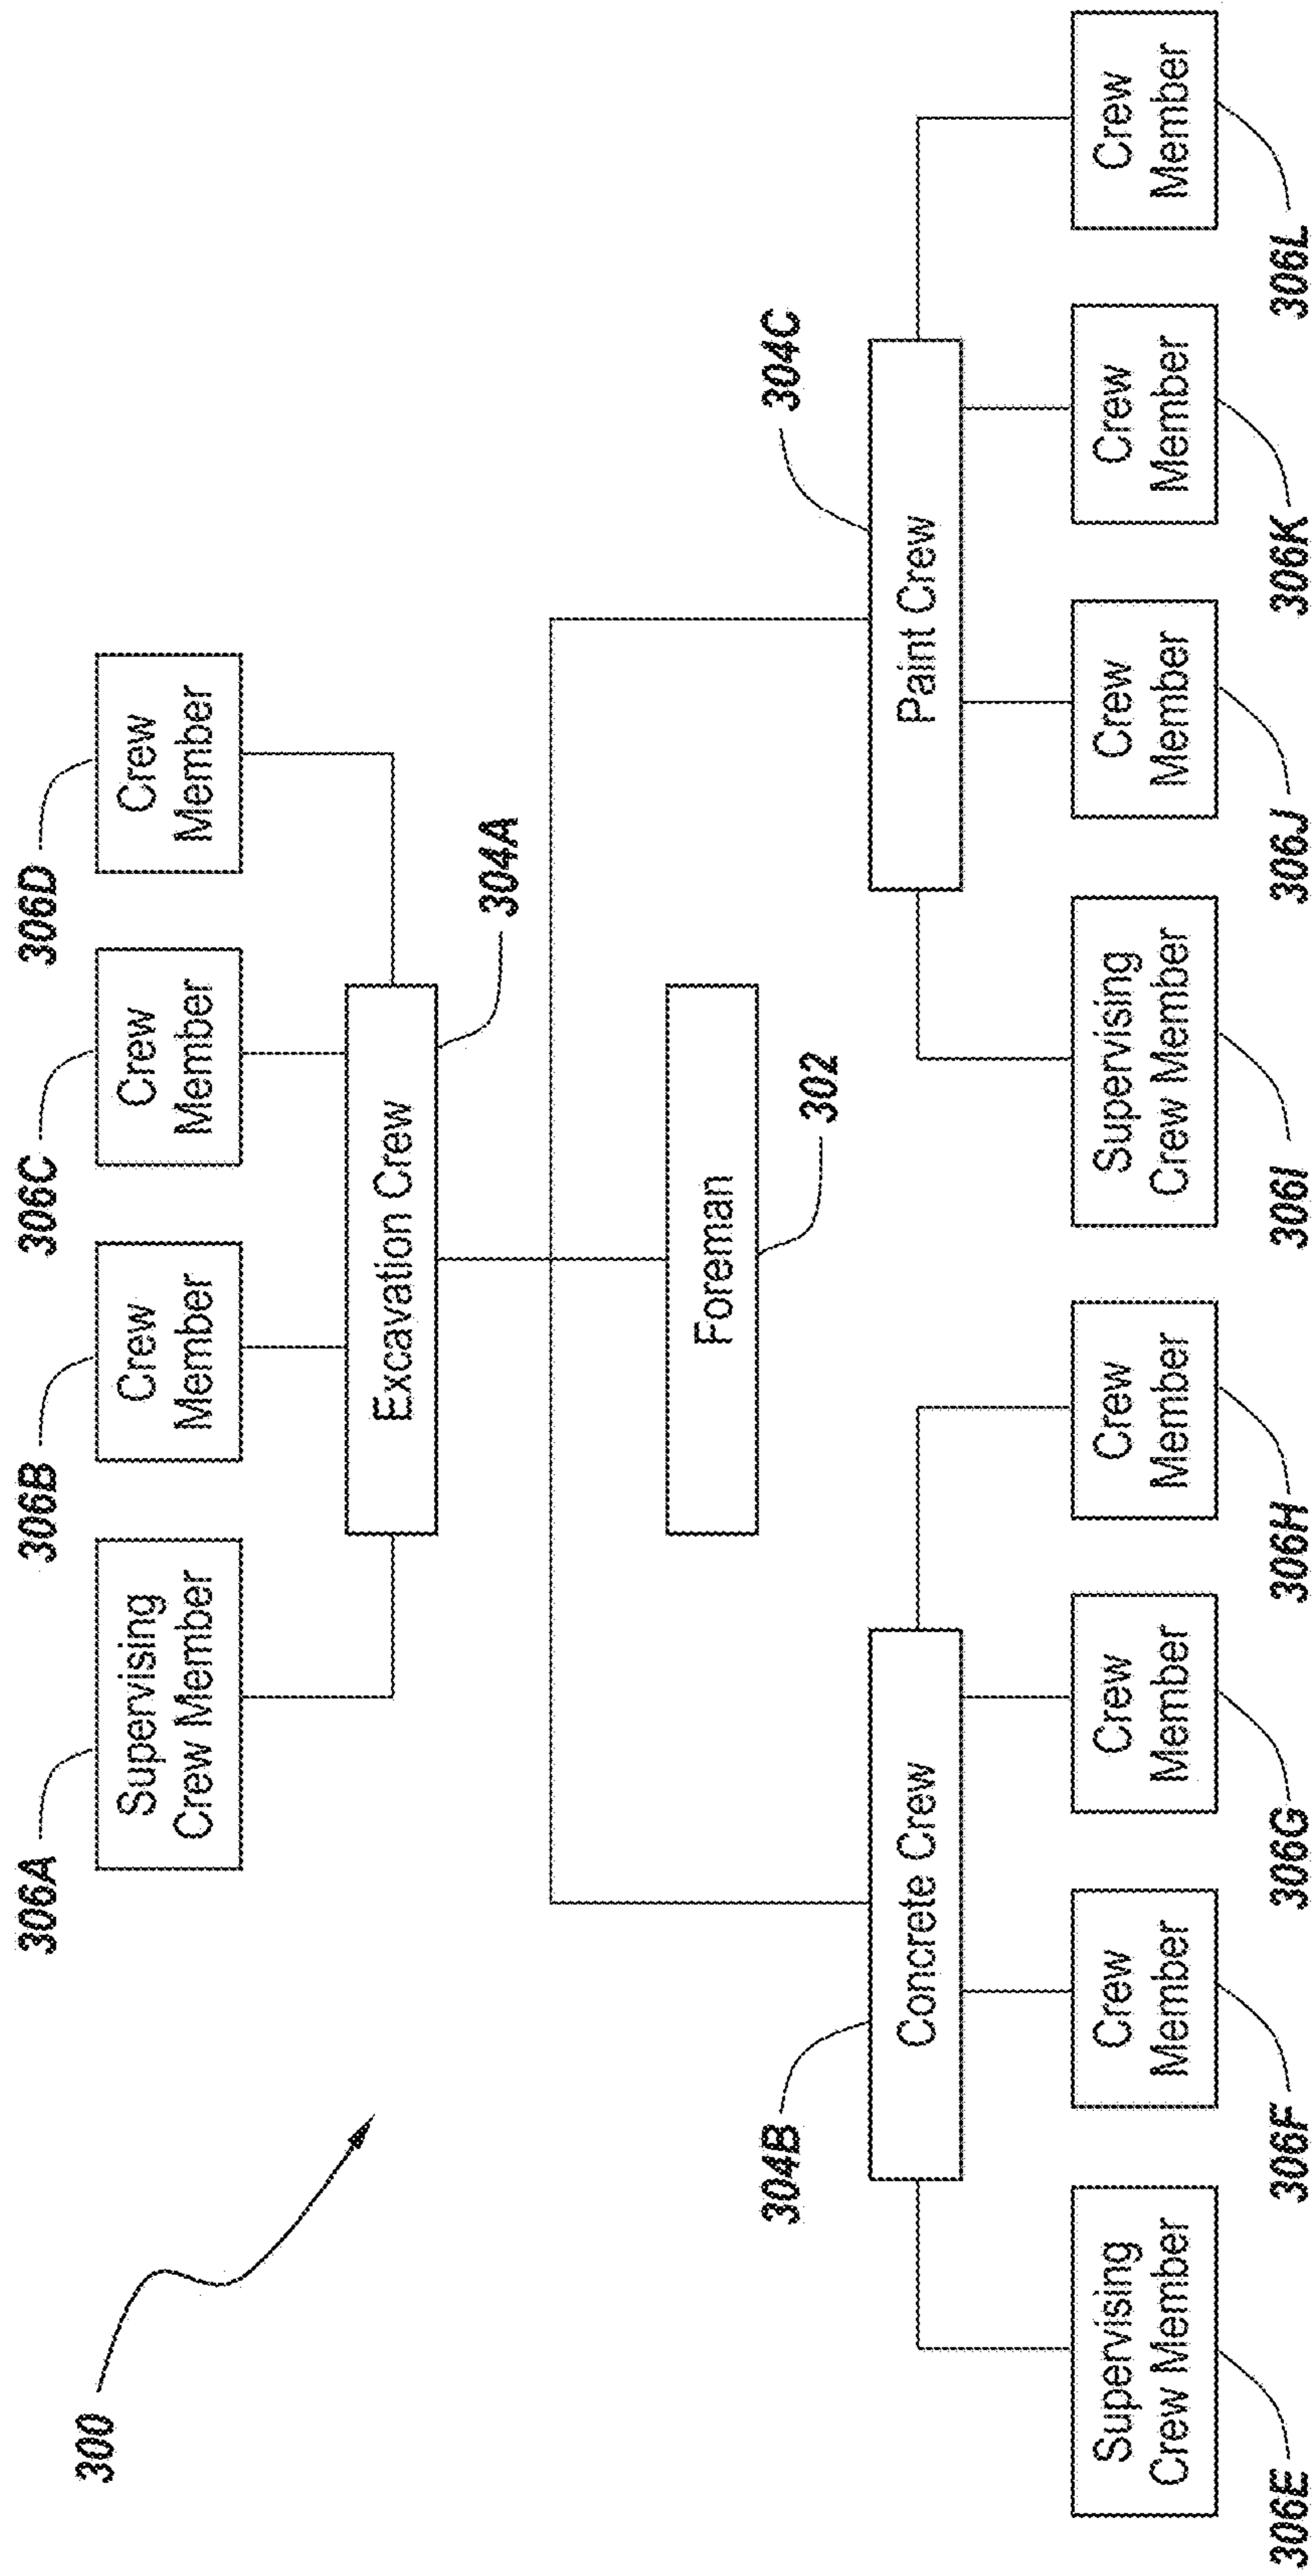 300
306A
306B
306C
306D
Supervising
Crew Member
Crew
Member
Crew
Member
Crew
Member
Excavation Crew
304A
Foreman
302
304B
304C
Concrete Crew
Paint Crew
Supervising
Crew Member
Crew
Member
Crew
Member
Crew
Member
Supervising
Crew Member
Crew
Member
Crew
Member
Crew
Member
306E
306F
306G
306H
306I
306J
306K
306L